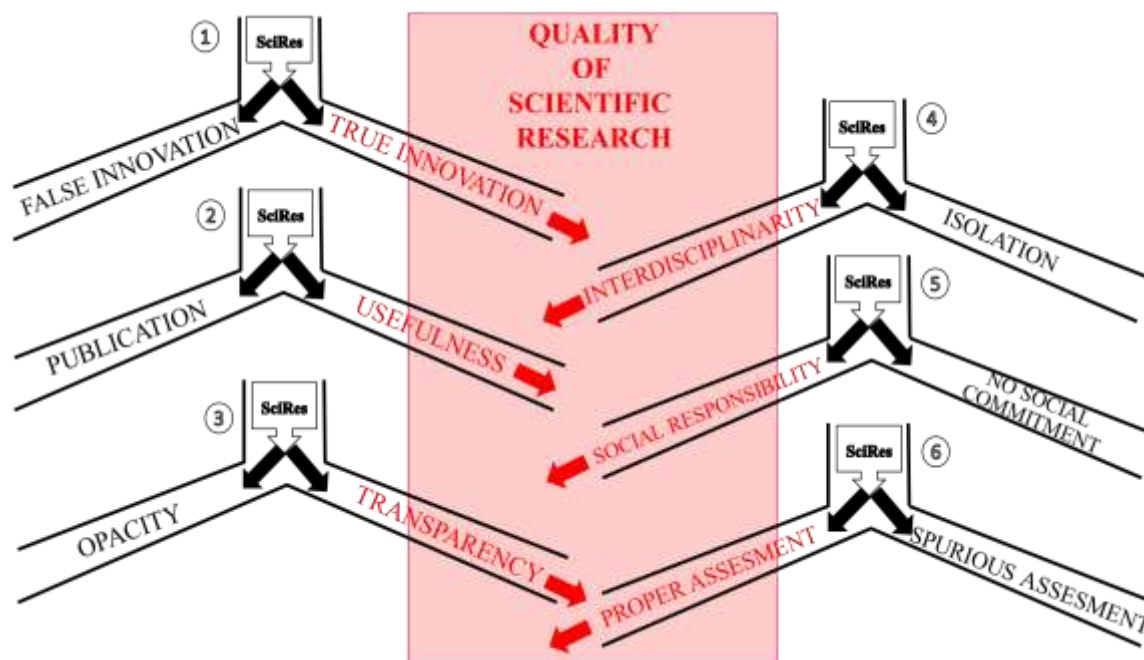 QUALITY
OF
SCIENTIFIC
RESEARCH
①
SciRes
FALSE INNOVATION
TRUE INNOVATION
②
SciRes
PUBLICATION
USEFULNESS
③
SciRes
OPACITY
TRANSPARENCY
④
SciRes
INTERDISCIPLINARITY
ISOLATION
⑤
SciRes
SOCIAL RESPONSIBILITY
NO SOCIAL
COMMITMENT
⑥
SciRes
PROPER ASSESMENT
SPURIOUS ASSESMENT